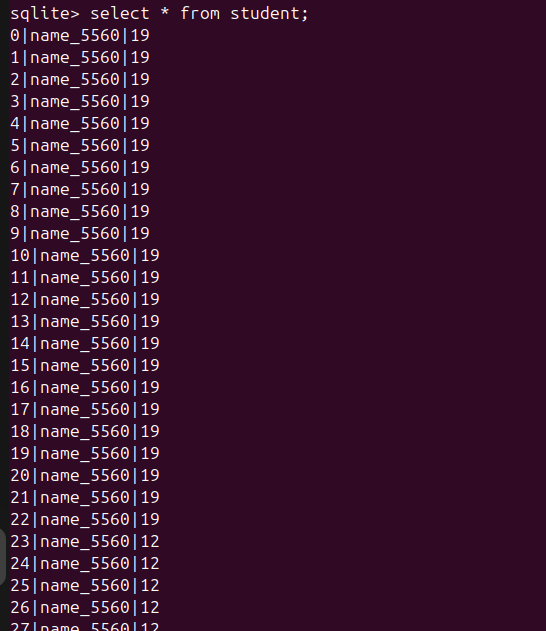 sqlite> select * from student;
0|name_5560|19
1|name_5560|19
2|name_5560|19
3|name_5560|19
4|name_5560|19
5|name_5560|19
6|name_5560|19
7|name_5560|19
8|name_5560|19
9|name_5560|19
10|name_5560|19
11|name_5560|19
12|name_5560|19
13|name_5560|19
14|name_5560|19
15|name_5560|19
16|name_5560|19
17|name_5560|19
18|name_5560|19
19|name_5560|19
20|name_5560|19
21|name_5560|19
22|name_5560|19
23|name_5560|12
24|name_5560|12
25|name_5560|12
26|name_5560|12
27|name_5560|12